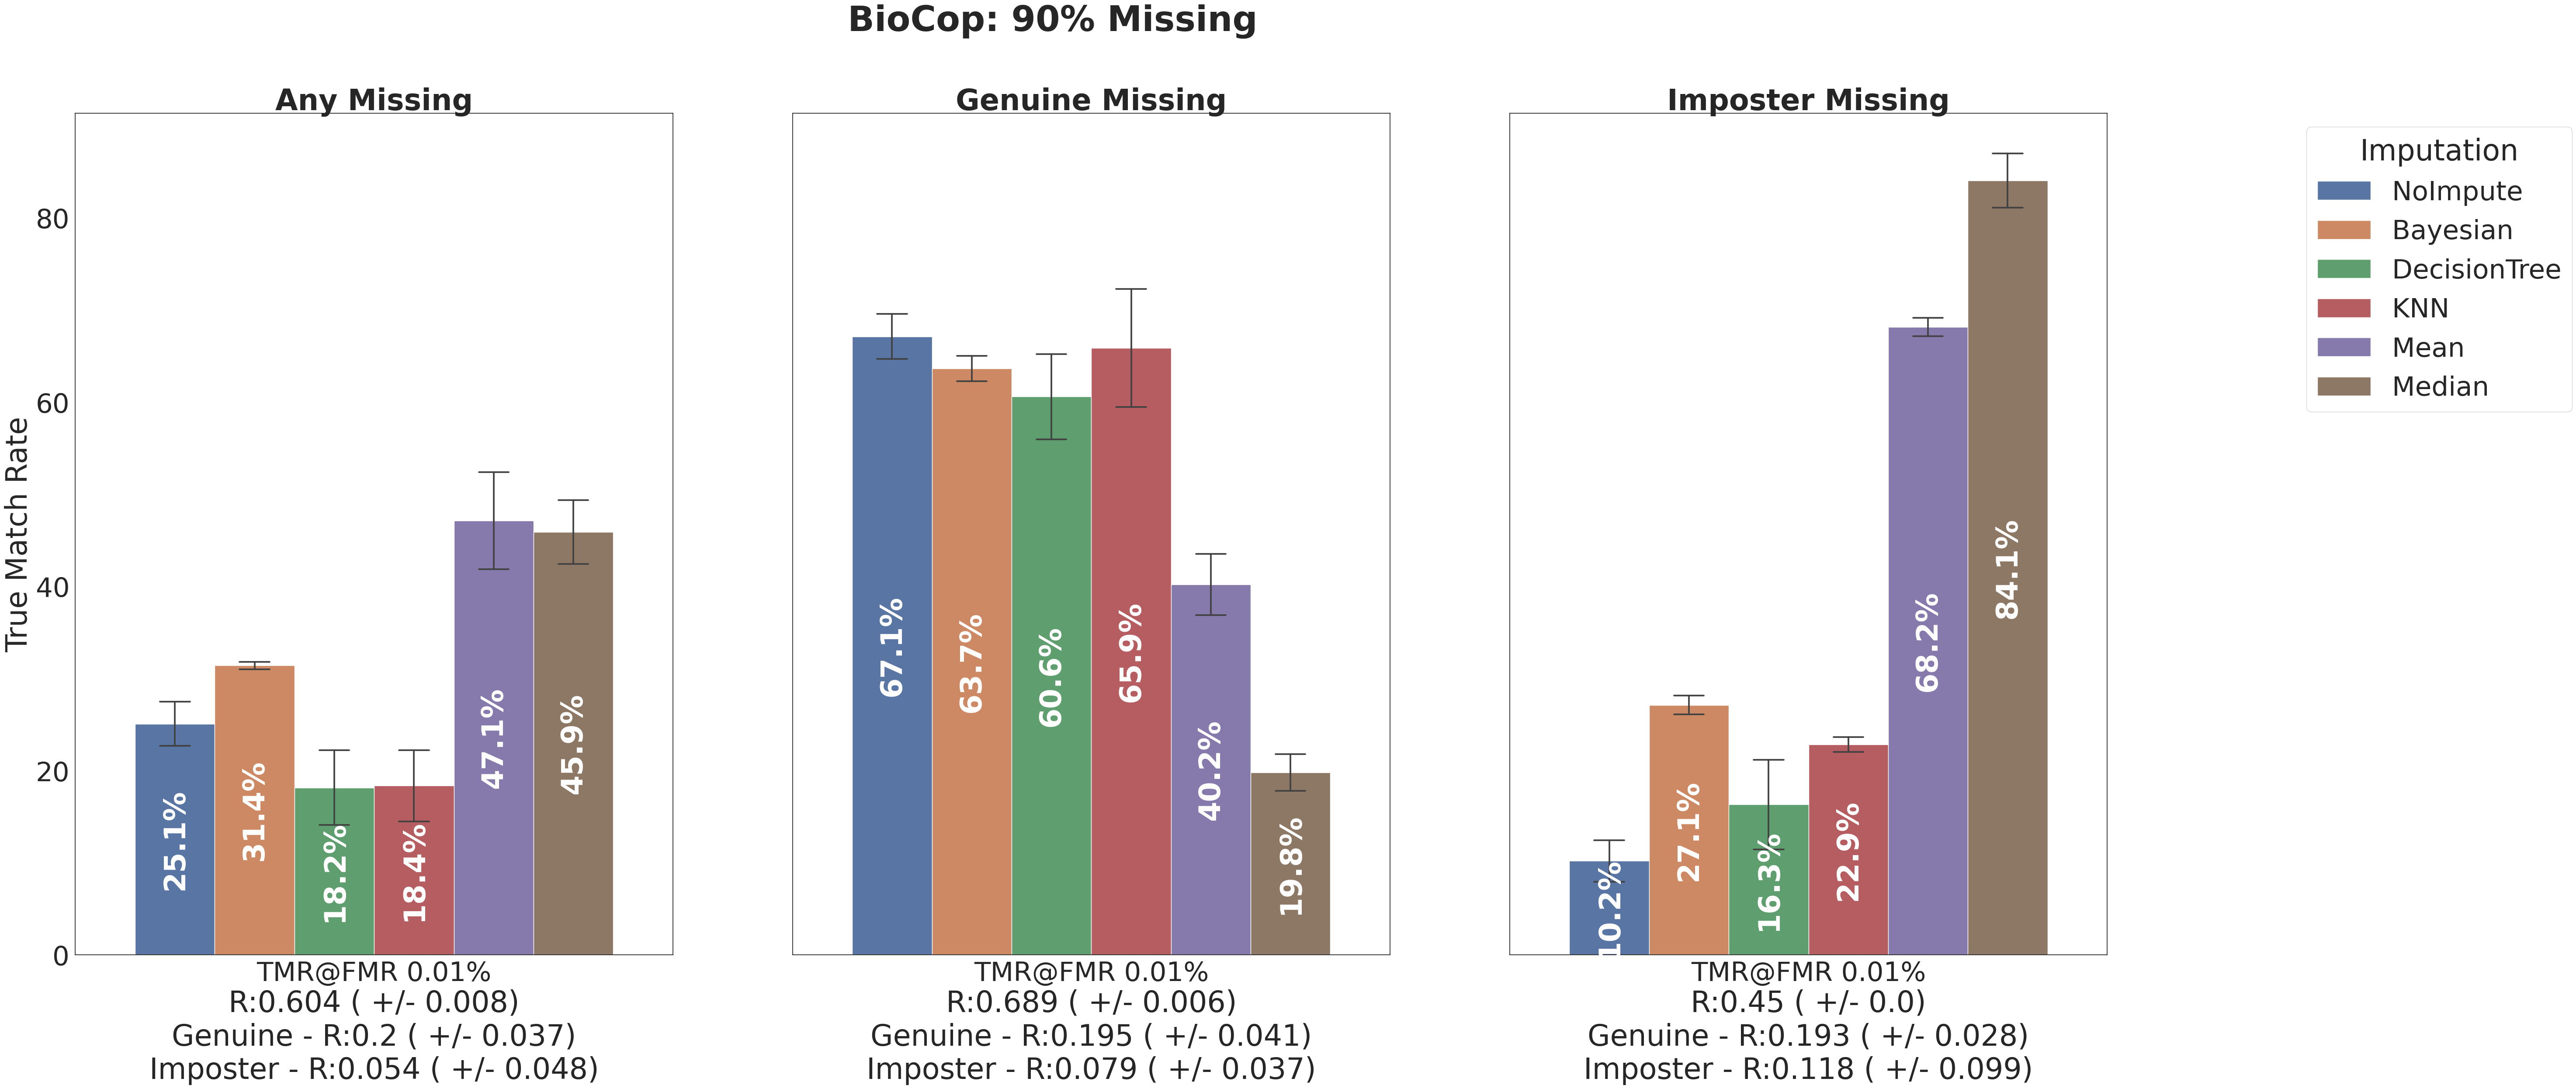 BioCop: 90% Missing
Any Missing
Genuine Missing
Imposter Missing
True Match Rate
80
60
40
20
0
25.1%
31.4%
18.2%
18.4%
47.1%
45.9%
67.1%
63.7%
60.6%
65.9%
40.2%
19.8%
10.2%
27.1%
16.3%
22.9%
68.2%
84.1%
TMR@FMR 0.01%
R:0.604 ( +/- 0.008)
Genuine - R:0.2 ( +/- 0.037)
Imposter - R:0.054 ( +/- 0.048)
TMR@FMR 0.01%
R:0.689 ( +/- 0.006)
Genuine - R:0.195 ( +/- 0.041)
Imposter - R:0.079 ( +/- 0.037)
TMR@FMR 0.01%
R:0.45 ( +/- 0.0)
Genuine - R:0.193 ( +/- 0.028)
Imposter - R:0.118 ( +/- 0.099)
Imputation
NoImpute
Bayesian
DecisionTree
KNN
Mean
Median